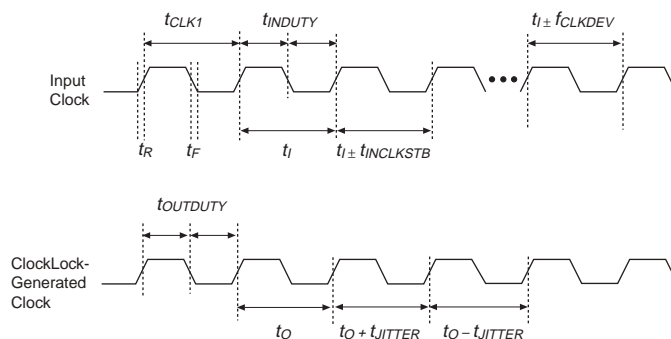 tCLK1 tINDUTY tI ± fCLKDEV
Input
Clock
tR tF tI tI ± tINCLKSTB
tOUTDUTY
ClockLock-
Generated
Clock
tO tO + tJITTER tO – tJITTER